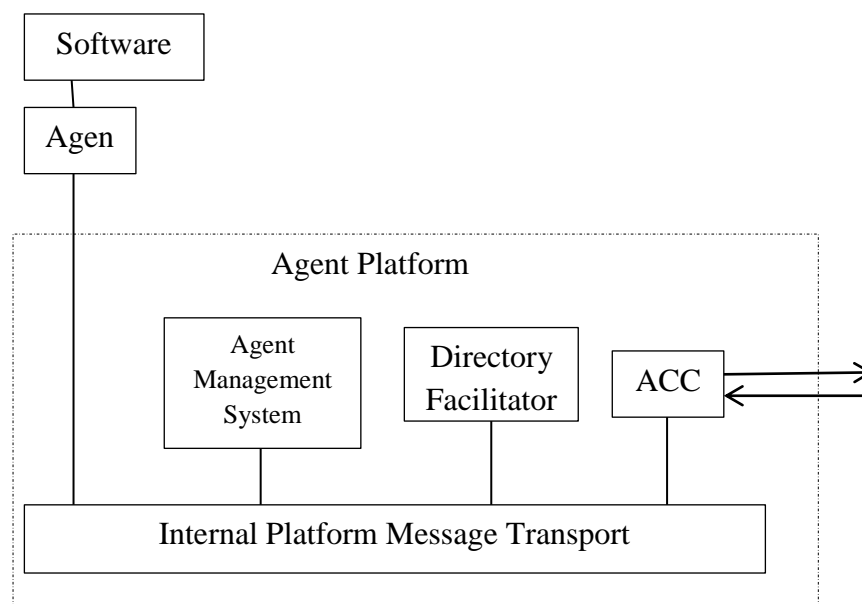 Software
Agen
Agent Platform
Agent
Management
System
Directory
Facilitator
ACC
Internal Platform Message Transport